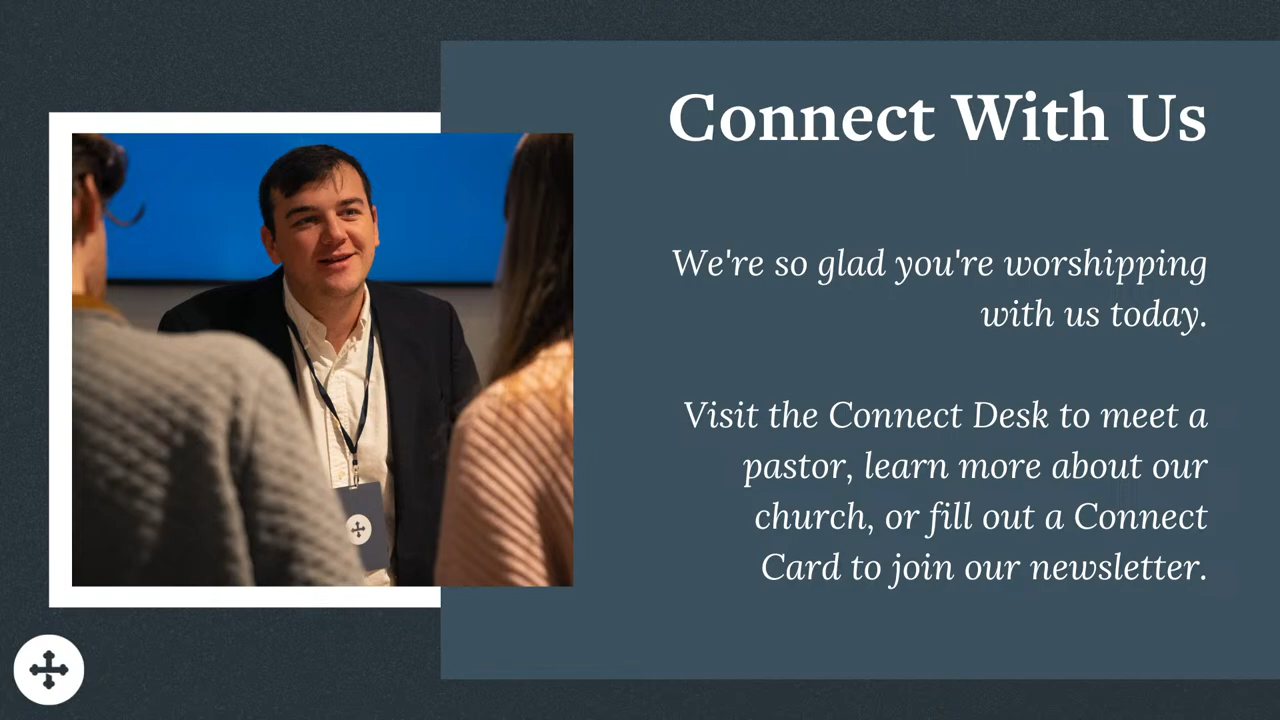 Connect With Us
We're so glad you're worshipping
with us today.
Visit the Connect Desk to meet a
pastor, learn more about our
church, or fill out a Connect
Card to join our newsletter.